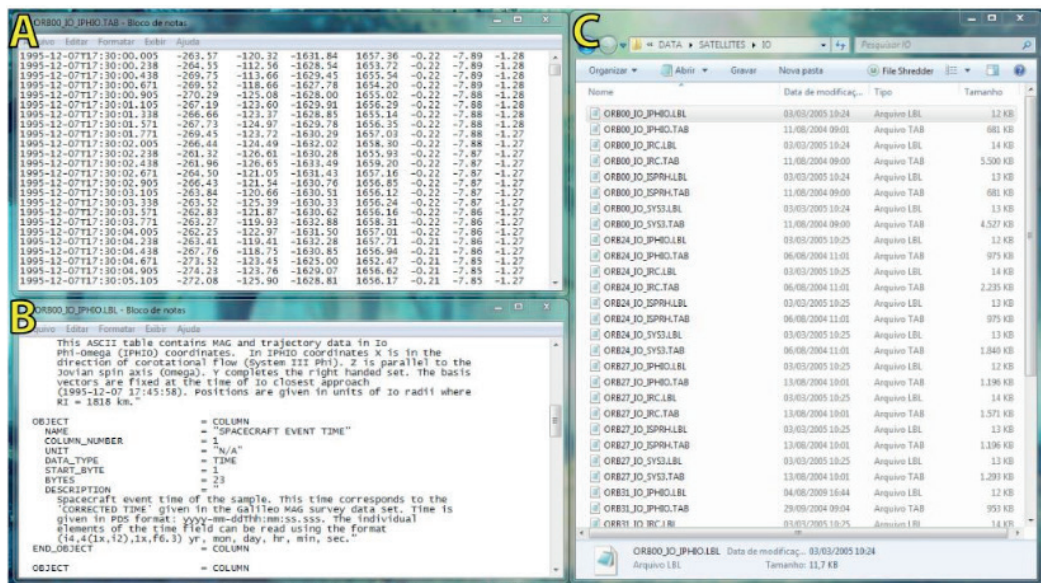 A
ORB00_IO_IPHIO.TAB - Bloco de notas
Arquivo Editar Formatar Exibir Ajuda
1995-12-07T17:30:00.005 -263.57 -120.32 -1631.84 1657.36 -0.22 -7.89 -1.28
1995-12-07T17:30:00.238 -264.55 -112.56 -1628.54 1653.72 -0.22 -7.89 -1.28
1995-12-07T17:30:00.438 -269.75 -113.66 -1629.45 1655.54 -0.22 -7.89 -1.28
1995-12-07T17:30:00.671 -269.52 -118.66 -1627.78 1654.20 -0.22 -7.89 -1.28
1995-12-07T17:30:00.905 -270.29 -125.08 -1628.00 1655.02 -0.22 -7.88 -1.28
1995-12-07T17:30:01.105 -267.19 -123.60 -1629.91 1656.29 -0.22 -7.88 -1.28
1995-12-07T17:30:01.338 -266.66 -123.37 -1628.85 1655.14 -0.22 -7.88 -1.28
1995-12-07T17:30:01.571 -267.73 -124.97 -1629.78 1656.35 -0.22 -7.88 -1.28
1995-12-07T17:30:01.771 -269.45 -123.72 -1630.29 1657.03 -0.22 -7.88 -1.27
1995-12-07T17:30:02.005 -266.44 -124.49 -1632.02 1658.30 -0.22 -7.88 -1.27
1995-12-07T17:30:02.238 -261.32 -126.61 -1630.28 1655.93 -0.22 -7.87 -1.27
1995-12-07T17:30:02.438 -261.96 -126.65 -1633.49 1659.20 -0.22 -7.87 -1.27
1995-12-07T17:30:02.671 -264.50 -121.05 -1631.43 1657.16 -0.22 -7.87 -1.27
1995-12-07T17:30:02.905 -266.43 -121.54 -1630.76 1656.85 -0.22 -7.87 -1.27
1995-12-07T17:30:03.105 -263.84 -120.66 -1630.51 1656.12 -0.22 -7.87 -1.27
1995-12-07T17:30:03.338 -263.52 -125.39 -1630.33 1656.24 -0.22 -7.87 -1.27
1995-12-07T17:30:03.571 -262.83 -121.87 -1630.62 1656.16 -0.22 -7.86 -1.27
1995-12-07T17:30:03.771 -263.27 -119.93 -1632.88 1658.31 -0.22 -7.86 -1.27
1995-12-07T17:30:04.005 -262.25 -122.97 -1631.50 1657.01 -0.22 -7.86 -1.27
1995-12-07T17:30:04.238 -263.41 -119.41 -1632.28 1657.71 -0.21 -7.86 -1.27
1995-12-07T17:30:04.438 -267.76 -118.75 -1630.85 1656.94 -0.21 -7.86 -1.27
1995-12-07T17:30:04.671 -273.52 -123.45 -1625.00 1652.47 -0.21 -7.85 -1.27
1995-12-07T17:30:04.905 -274.23 -123.76 -1629.07 1656.62 -0.21 -7.85 -1.27
1995-12-07T17:30:05.105 -272.08 -125.90 -1628.81 1656.17 -0.21 -7.85 -1.27
B
ORB00_IO_IPHIO.LBL - Bloco de notas
Arquivo Editar Formatar Exibir Ajuda
This ASCII table contains MAG and trajectory data in Io
Phi-Omega (IPHIO) coordinates. In IPHIO coordinates X is in the
direction of corotational flow (System III Phi). Z is parallel to the
Jovian spin axis (Omega). Y completes the right handed set. The basis
vectors are fixed at the time of Io closest approach
(1995-12-07 17:45:58). Positions are given in units of Io radii where
RI = 1818 km."
OBJECT = COLUMN
NAME = "SPACECRAFT EVENT TIME"
COLUMN_NUMBER = 1
UNIT = "N/A"
DATA_TYPE = TIME
START_BYTE = 1
BYTES = 23
DESCRIPTION = "
Spacecraft event time of the sample. This time corresponds to the
'CORRECTED TIME' given in the Galileo MAG survey data set. Time is
given in PDS format: yyyy-mm-ddThh:mm:ss.sss. The individual
elements of the time field can be read using the format
(i4,4(1x,i2),1x,f6.3) yr, mon, day, hr, min, sec."
END_OBJECT = COLUMN
OBJECT = COLUMN
C
« DATA ▸ SATELLITES ▸ IO
Pesquisar IO
Organizar Abrir Gravar Nova pasta File Shredder
Nome Data de modificaç... Tipo Tamanho
ORB00_IO_IPHIO.LBL 03/03/2005 10:24 Arquivo LBL 12 KB
ORB00_IO_IPHIO.TAB 11/08/2004 09:01 Arquivo TAB 681 KB
ORB00_IO_IRC.LBL 03/03/2005 10:24 Arquivo LBL 14 KB
ORB00_IO_IRC.TAB 11/08/2004 09:00 Arquivo TAB 5.500 KB
ORB00_IO_ISPRH.LBL 03/03/2005 10:24 Arquivo LBL 13 KB
ORB00_IO_ISPRH.TAB 11/08/2004 09:00 Arquivo TAB 681 KB
ORB00_IO_SYS3.LBL 03/03/2005 10:24 Arquivo LBL 13 KB
ORB00_IO_SYS3.TAB 11/08/2004 09:00 Arquivo TAB 4.527 KB
ORB24_IO_IPHIO.LBL 03/03/2005 10:25 Arquivo LBL 12 KB
ORB24_IO_IPHIO.TAB 06/08/2004 11:01 Arquivo TAB 975 KB
ORB24_IO_IRC.LBL 03/03/2005 10:25 Arquivo LBL 14 KB
ORB24_IO_IRC.TAB 06/08/2004 11:01 Arquivo TAB 2.235 KB
ORB24_IO_ISPRH.LBL 03/03/2005 10:25 Arquivo LBL 13 KB
ORB24_IO_ISPRH.TAB 06/08/2004 11:01 Arquivo TAB 975 KB
ORB24_IO_SYS3.LBL 03/03/2005 10:25 Arquivo LBL 13 KB
ORB24_IO_SYS3.TAB 06/08/2004 11:01 Arquivo TAB 1.840 KB
ORB27_IO_IPHIO.LBL 03/03/2005 10:25 Arquivo LBL 12 KB
ORB27_IO_IPHIO.TAB 13/08/2004 10:01 Arquivo TAB 1.196 KB
ORB27_IO_IRC.LBL 03/03/2005 10:25 Arquivo LBL 14 KB
ORB27_IO_IRC.TAB 13/08/2004 10:01 Arquivo TAB 1.571 KB
ORB27_IO_ISPRH.LBL 03/03/2005 10:25 Arquivo LBL 13 KB
ORB27_IO_ISPRH.TAB 13/08/2004 10:01 Arquivo TAB 1.196 KB
ORB27_IO_SYS3.LBL 03/03/2005 10:25 Arquivo LBL 13 KB
ORB27_IO_SYS3.TAB 13/08/2004 10:01 Arquivo TAB 1.293 KB
ORB31_IO_IPHIO.LBL 04/08/2009 16:44 Arquivo LBL 12 KB
ORB31_IO_IPHIO.TAB 29/09/2004 09:04 Arquivo TAB 953 KB
ORB31_IO_IRC.LBL 03/03/2005 10:25 Arquivo LBL 14 KB
ORB00_IO_IPHIO.LBL Data de modificaç... 03/03/2005 10:24
Arquivo LBL Tamanho: 11,7 KB